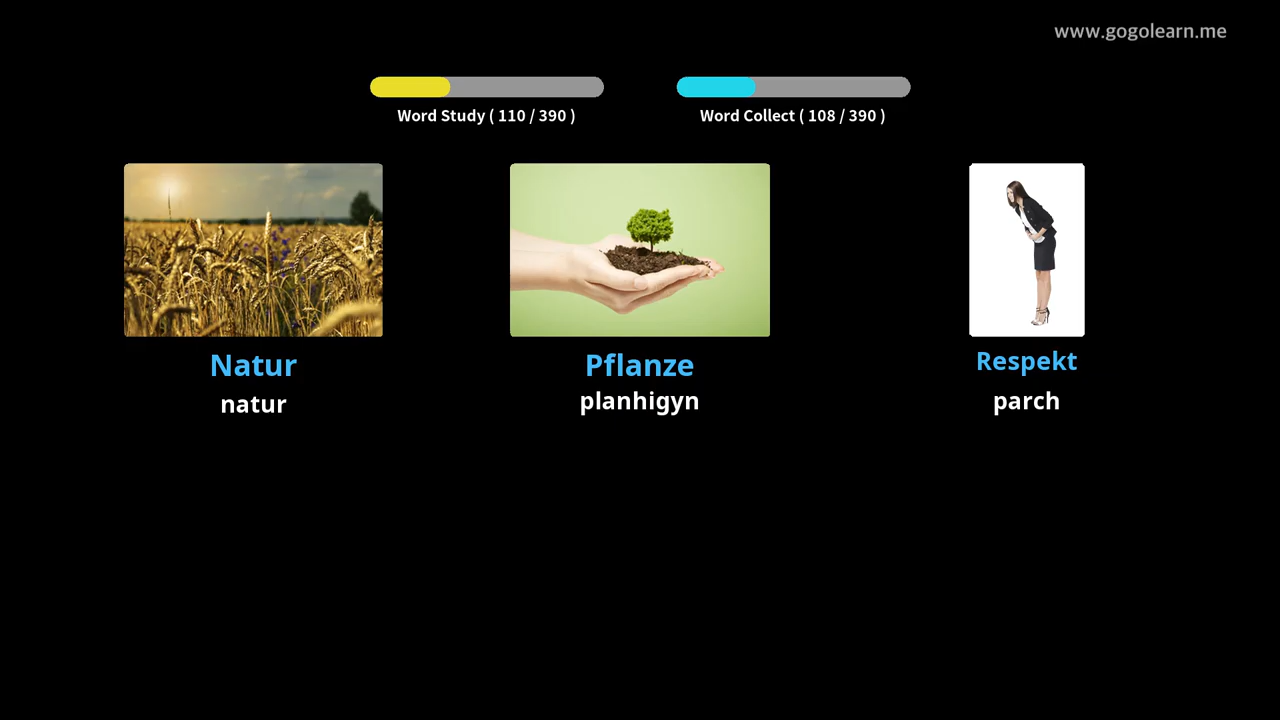 www.gogolearn.me
Word Study ( 110 / 390 )
Word Collect ( 108 / 390 )
Natur
natur
Pflanze
planhigyn
Respekt
parch